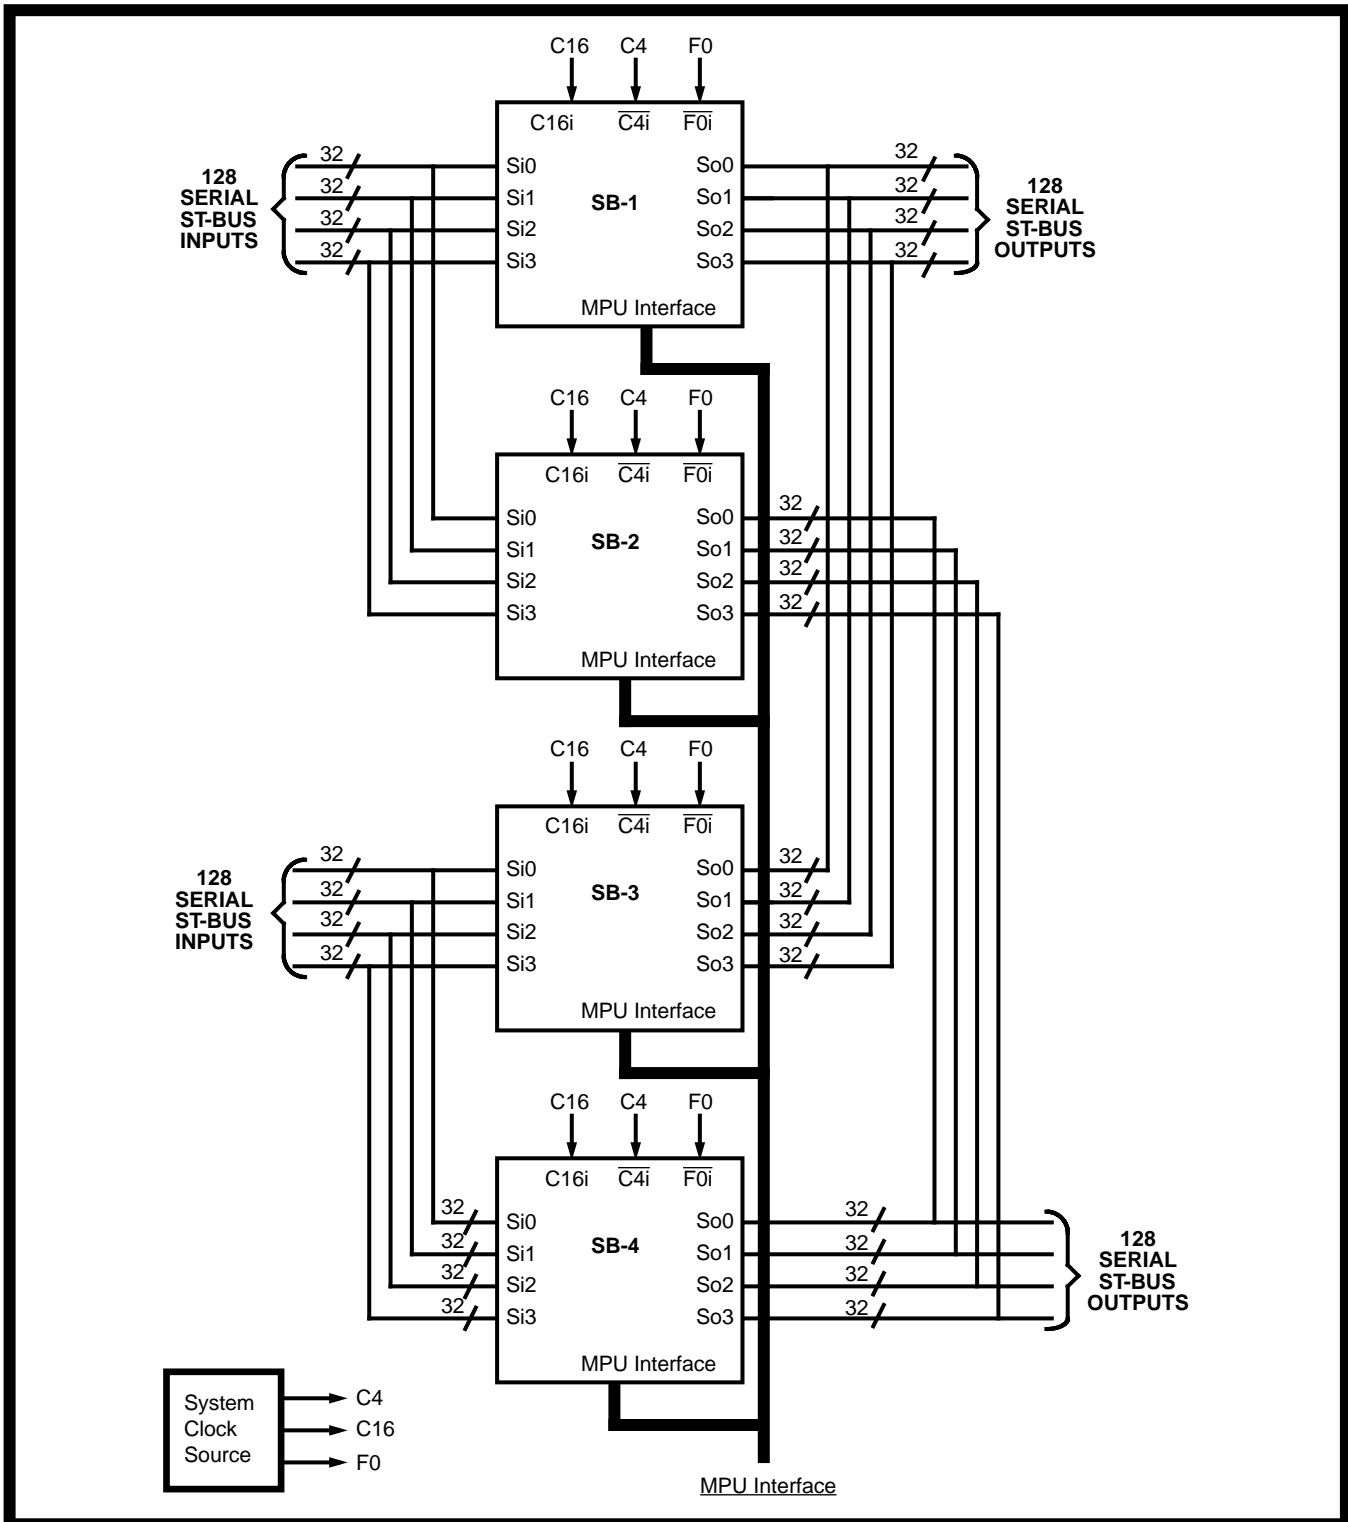 C16 C4 F0
C16i C4i F0i
128
SERIAL
ST-BUS
INPUTS
32
32
32
32
Si0
Si1
Si2
Si3
SB-1
So0
So1
So2
So3
32
32
32
32
128
SERIAL
ST-BUS
OUTPUTS
MPU Interface
C16 C4 F0
C16i C4i F0i
Si0
Si1
Si2
Si3
SB-2
So0
So1
So2
So3
32
32
32
32
MPU Interface
C16 C4 F0
C16i C4i F0i
128
SERIAL
ST-BUS
INPUTS
32
32
32
32
Si0
Si1
Si2
Si3
SB-3
So0
So1
So2
So3
32
32
32
32
MPU Interface
C16 C4 F0
C16i C4i F0i
32
32
32
32
Si0
Si1
Si2
Si3
SB-4
So0
So1
So2
So3
32
32
32
32
128
SERIAL
ST-BUS
OUTPUTS
MPU Interface
System
Clock
Source
C4
C16
F0
MPU Interface